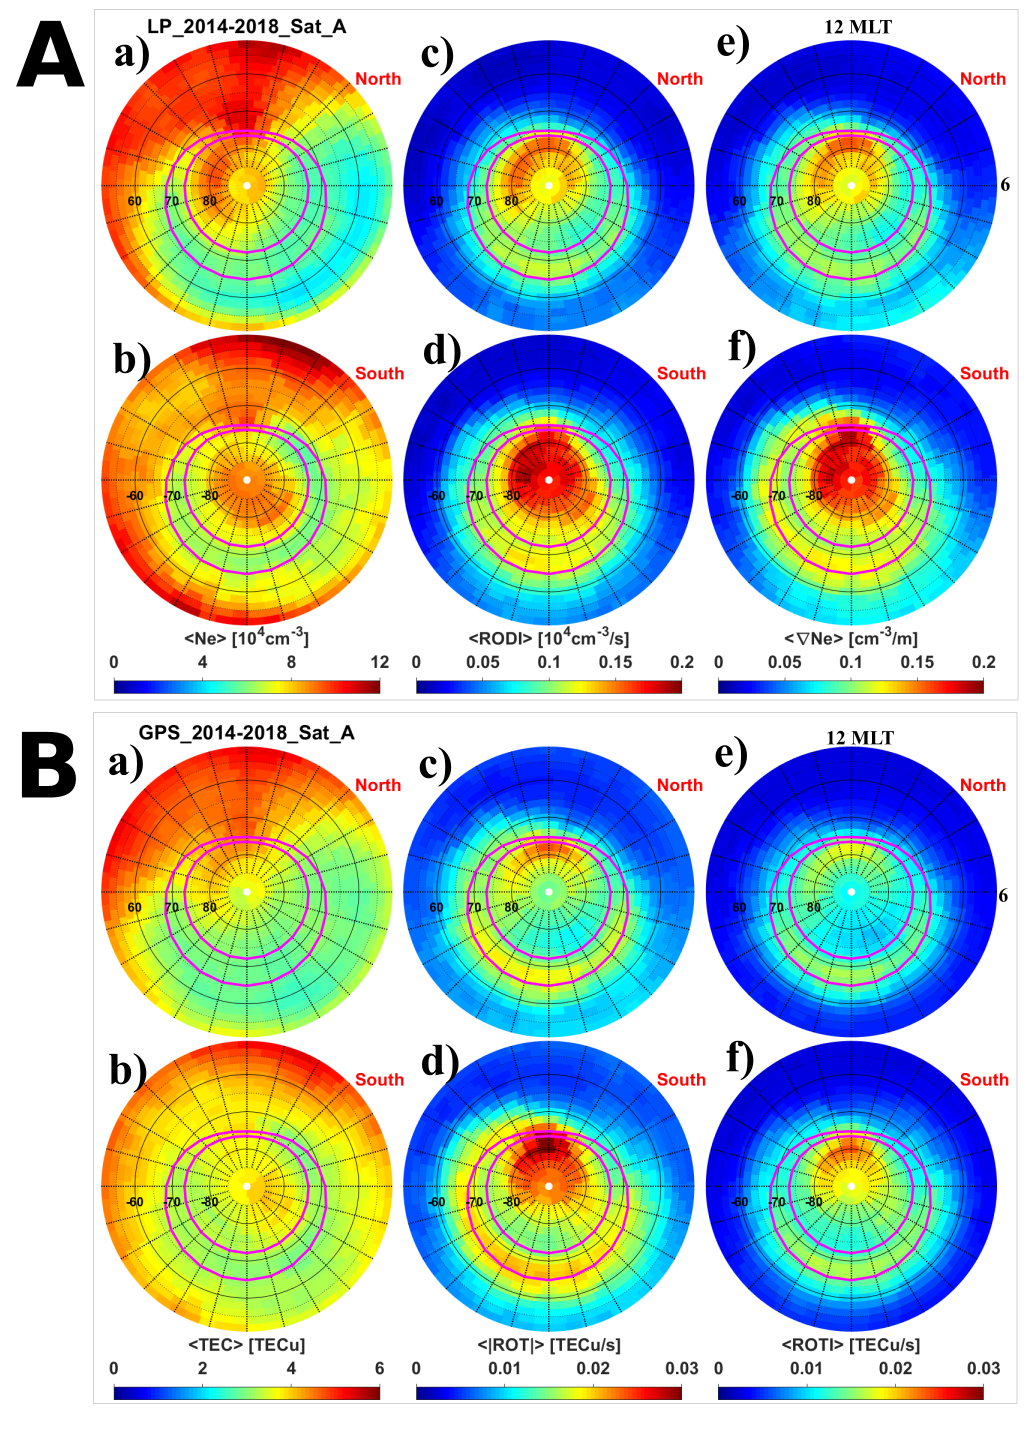 A
LP_2014-2018_Sat_A
12 MLT
a)
c)
e)
North
North
North
60 70 80
60 70 80
60 70 80
6
b)
d)
f)
South
South
South
-60 -70 -80
-60 -70 -80
-60 -70 -80
<Ne> [10⁴cm⁻³]
<RODI> [10⁴cm⁻³/s]
<∇Ne> [cm⁻³/m]
0 4 8 12
0 0.05 0.1 0.15 0.2
0 0.05 0.1 0.15 0.2
B
GPS_2014-2018_Sat_A
12 MLT
a)
c)
e)
North
North
North
60 70 80
60 70 80
60 70 80
6
b)
d)
f)
South
South
South
-60 -70 -80
-60 -70 -80
-60 -70 -80
<TEC> [TECu]
<|ROT|> [TECu/s]
<ROTI> [TECu/s]
0 2 4 6
0 0.01 0.02 0.03
0 0.01 0.02 0.03